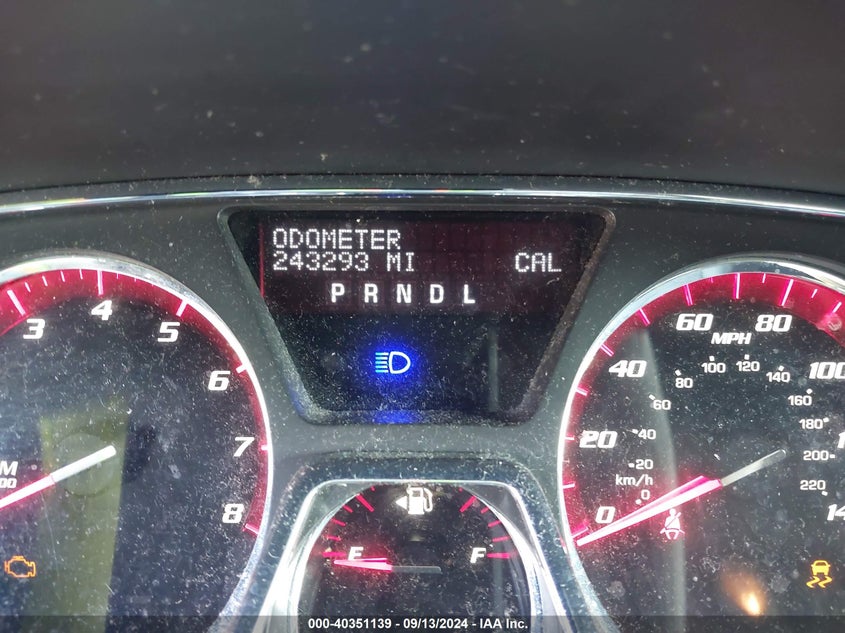 ODOMETER
243293 MI CAL
P R N D L
3 4 5 6 7 8
E F
0 20 40 60 80 100
MPH
0 20 40 60 80 100 120 140 160 180 200 220
km/h
000-40351139 - 09/13/2024 - IAA Inc.